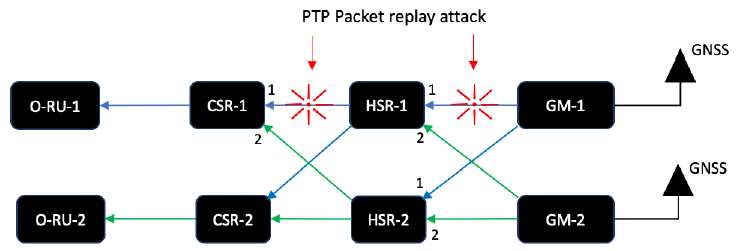 PTP Packet replay attack
GNSS
O-RU-1
CSR-1
1
HSR-1
1
GM-1
2
2
GNSS
1
O-RU-2
CSR-2
HSR-2
GM-2
2